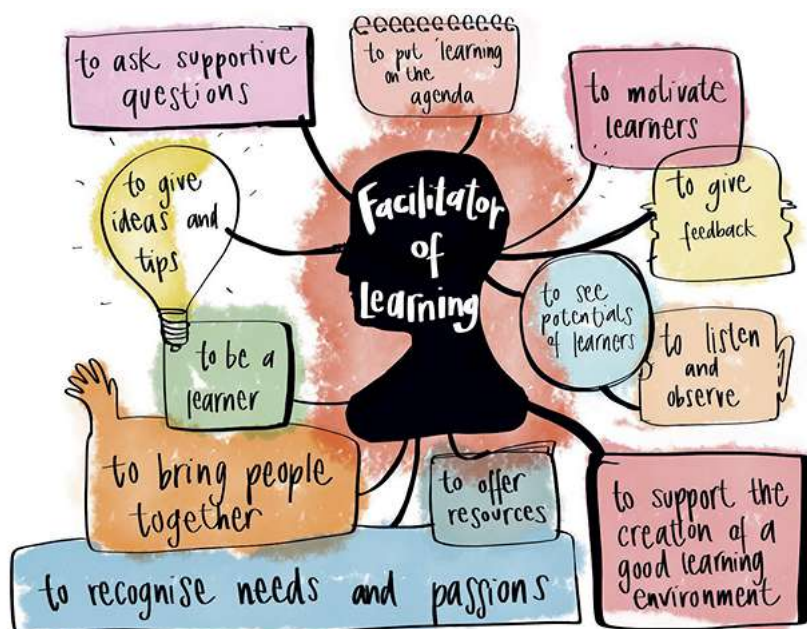 to ask supportive
questions
to put learning
on the
agenda
to motivate
learners
to give
ideas and
tips
Facilitator
of
Learning
to give
feedback
to see
potentials
of learners
to listen
and
observe
to be a
learner
to bring people
together
to offer
resources
to support the
creation of a
good learning
environment
to recognise needs and passions